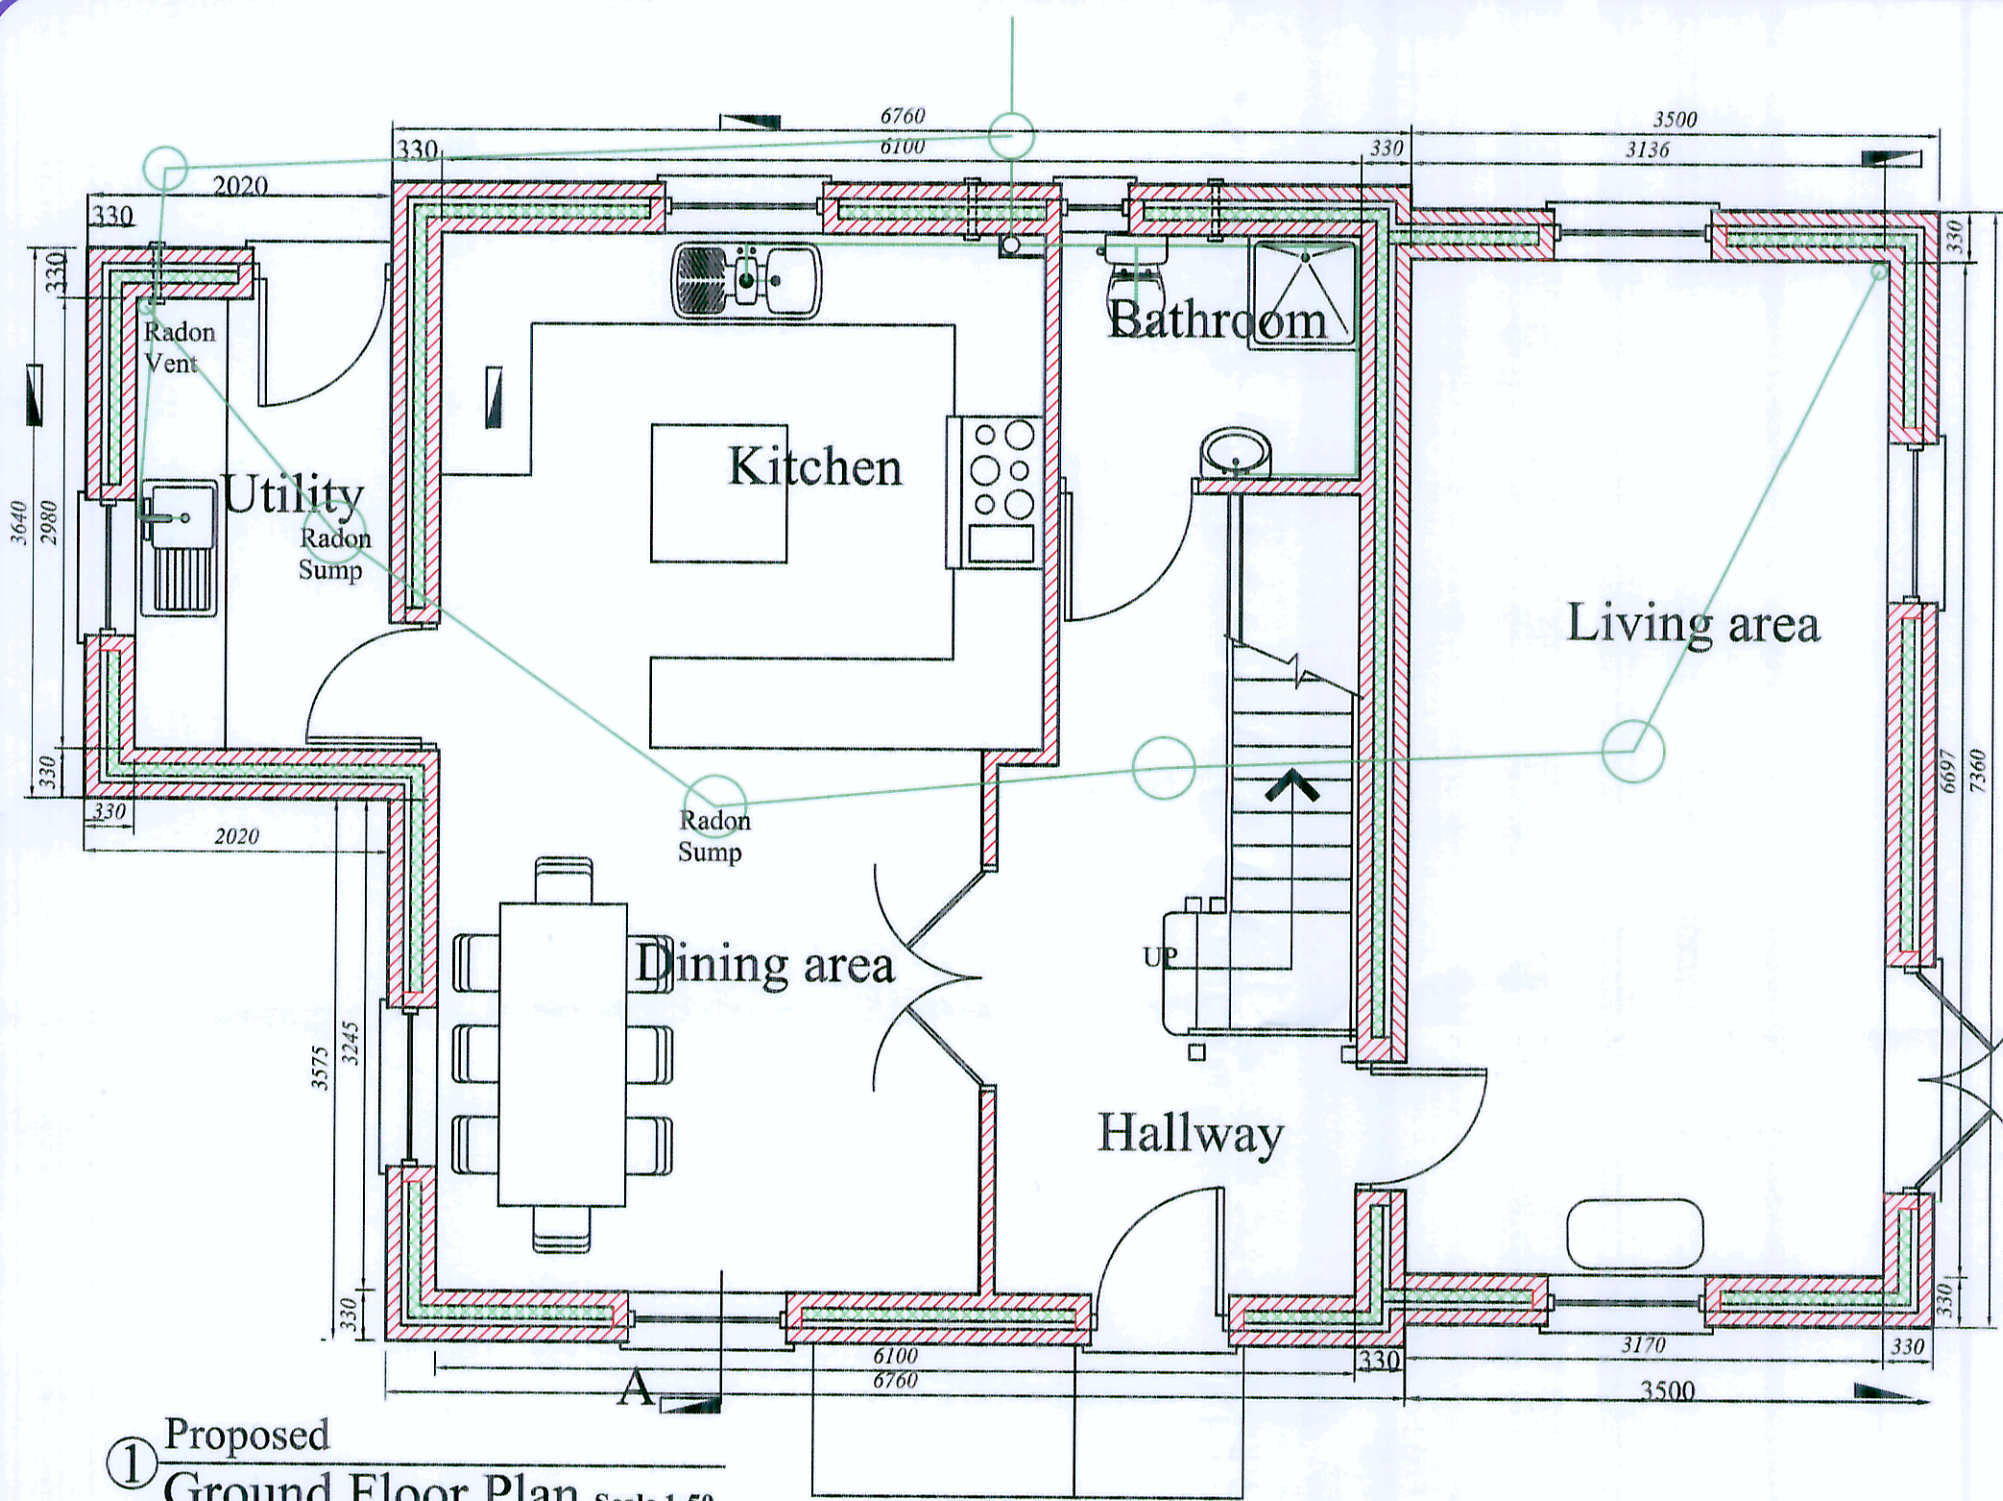 6760
3500
330
6100
330
3136
2020
330
330
330
Radon
Vent
Bathroom
Kitchen
Utility
3640
2980
Radon
Sump
Living area
330
6697
7360
330
2020
Radon
Sump
UP
Dining area
3575
3245
Hallway
330
330
6100
330
3170
330
6760
A
3500
1
Proposed
Ground Floor Plan